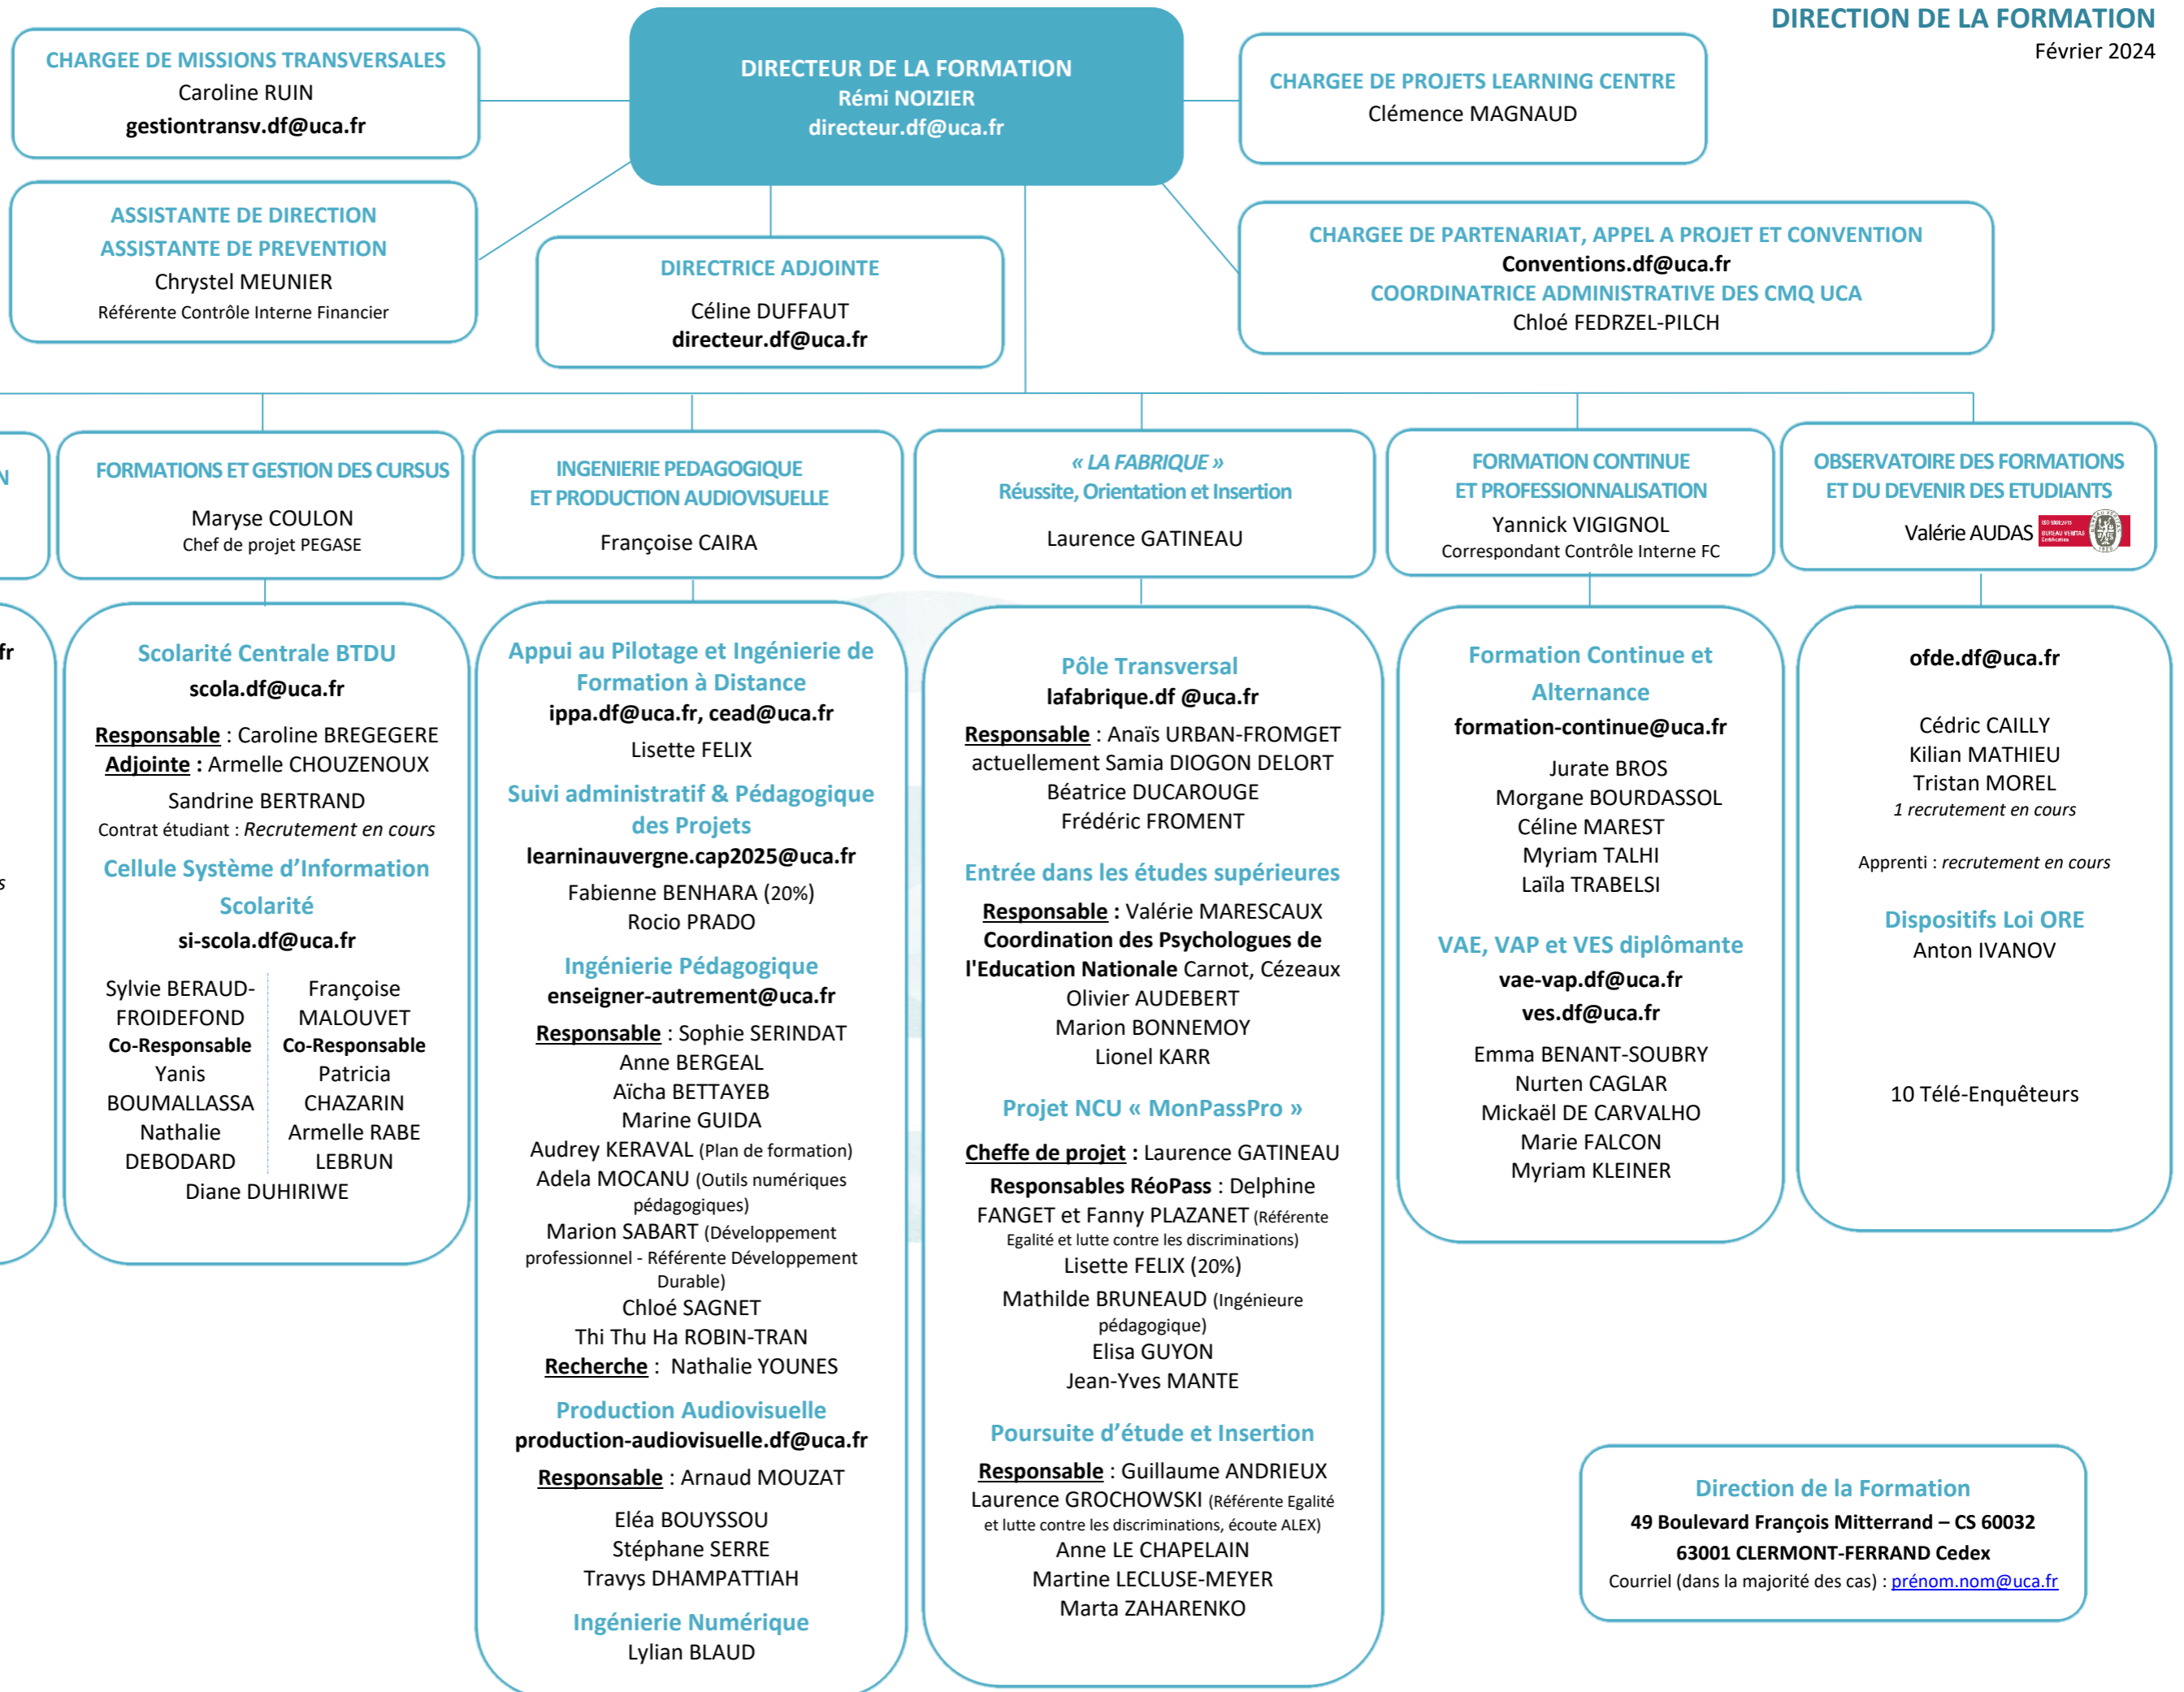 DIRECTION DE LA FORMATION
Février 2024
CHARGEE DE MISSIONS TRANSVERSALES
Caroline RUIN
gestiontransv.df@uca.fr
DIRECTEUR DE LA FORMATION
Rémi NOIZIER
directeur.df@uca.fr
CHARGEE DE PROJETS LEARNING CENTRE
Clémence MAGNAUD
ASSISTANTE DE DIRECTION
ASSISTANTE DE PREVENTION
Chrystel MEUNIER
Référente Contrôle Interne Financier
DIRECTRICE ADJOINTE
Céline DUFFAUT
directeur.df@uca.fr
CHARGEE DE PARTENARIAT, APPEL A PROJET ET CONVENTION
Conventions.df@uca.fr
COORDINATRICE ADMINISTRATIVE DES CMQ UCA
Chloé FEDRZEL-PILCH
N
fr
s
FORMATIONS ET GESTION DES CURSUS
Maryse COULON
Chef de projet PEGASE
Scolarité Centrale BTDU
scola.df@uca.fr
Responsable : Caroline BREGEGERE
Adjointe : Armelle CHOUZENOUX
Sandrine BERTRAND
Contrat étudiant : Recrutement en cours
Cellule Système d’Information
Scolarité
si-scola.df@uca.fr
Sylvie BERAUD-
FROIDEFOND
Co-Responsable
Yanis
BOUMALLASSA
Nathalie
DEBODARD
Françoise
MALOUVET
Co-Responsable
Patricia
CHAZARIN
Armelle RABE
LEBRUN
Diane DUHIRIWE
INGENIERIE PEDAGOGIQUE
ET PRODUCTION AUDIOVISUELLE
Françoise CAIRA
Appui au Pilotage et Ingénierie de
Formation à Distance
ippa.df@uca.fr, cead@uca.fr
Lisette FELIX
Suivi administratif & Pédagogique
des Projets
learninauvergne.cap2025@uca.fr
Fabienne BENHARA (20%)
Rocio PRADO
Ingénierie Pédagogique
enseigner-autrement@uca.fr
Responsable : Sophie SERINDAT
Anne BERGEAL
Aïcha BETTAYEB
Marine GUIDA
Audrey KERAVAL (Plan de formation)
Adela MOCANU (Outils numériques
pédagogiques)
Marion SABART (Développement
professionnel - Référente Développement
Durable)
Chloé SAGNET
Thi Thu Ha ROBIN-TRAN
Recherche : Nathalie YOUNES
Production Audiovisuelle
production-audiovisuelle.df@uca.fr
Responsable : Arnaud MOUZAT
Eléa BOUYSSOU
Stéphane SERRE
Travys DHAMPATTIAH
Ingénierie Numérique
Lylian BLAUD
« LA FABRIQUE »
Réussite, Orientation et Insertion
Laurence GATINEAU
Pôle Transversal
lafabrique.df @uca.fr
Responsable : Anaïs URBAN-FROMGET
actuellement Samia DIOGON DELORT
Béatrice DUCAROUGE
Frédéric FROMENT
Entrée dans les études supérieures
Responsable : Valérie MARESCAUX
Coordination des Psychologues de
l'Education Nationale Carnot, Cézeaux
Olivier AUDEBERT
Marion BONNEMOY
Lionel KARR
Projet NCU « MonPassPro »
Cheffe de projet : Laurence GATINEAU
Responsables RéoPass : Delphine
FANGET et Fanny PLAZANET (Référente
Egalité et lutte contre les discriminations)
Lisette FELIX (20%)
Mathilde BRUNEAUD (Ingénieure
pédagogique)
Elisa GUYON
Jean-Yves MANTE
Poursuite d’étude et Insertion
Responsable : Guillaume ANDRIEUX
Laurence GROCHOWSKI (Référente Egalité
et lutte contre les discriminations, écoute ALEX)
Anne LE CHAPELAIN
Martine LECLUSE-MEYER
Marta ZAHARENKO
FORMATION CONTINUE
ET PROFESSIONNALISATION
Yannick VIGIGNOL
Correspondant Contrôle Interne FC
Formation Continue et
Alternance
formation-continue@uca.fr
Jurate BROS
Morgane BOURDASSOL
Céline MAREST
Myriam TALHI
Laïla TRABELSI
VAE, VAP et VES diplômante
vae-vap.df@uca.fr
ves.df@uca.fr
Emma BENANT-SOUBRY
Nurten CAGLAR
Mickaël DE CARVALHO
Marie FALCON
Myriam KLEINER
OBSERVATOIRE DES FORMATIONS
ET DU DEVENIR DES ETUDIANTS
Valérie AUDAS
BUREAU VERITAS
Certification
ofde.df@uca.fr
Cédric CAILLY
Kilian MATHIEU
Tristan MOREL
1 recrutement en cours
Apprenti : recrutement en cours
Dispositifs Loi ORE
Anton IVANOV
10 Télé-Enquêteurs
Direction de la Formation
49 Boulevard François Mitterrand – CS 60032
63001 CLERMONT-FERRAND Cedex
Courriel (dans la majorité des cas) : prénom.nom@uca.fr